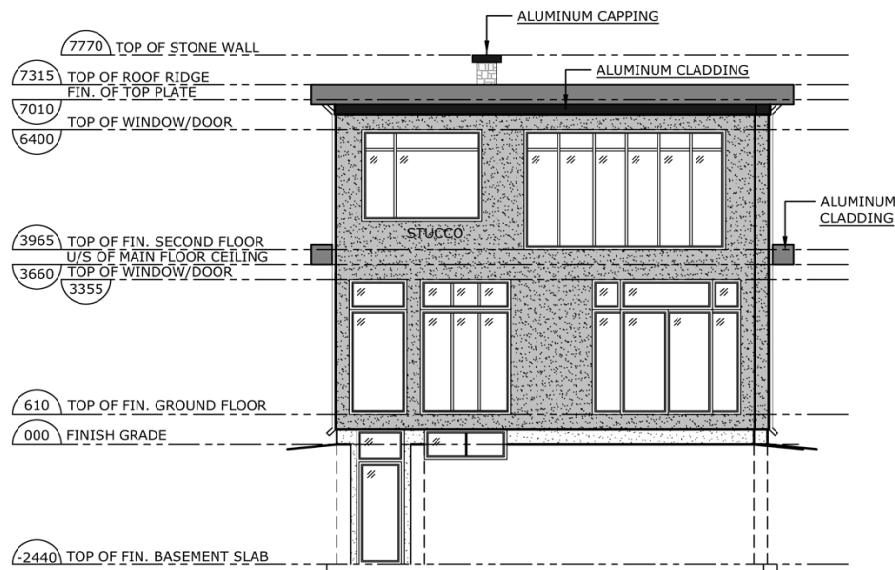 ALUMINUM CAPPING
7770 TOP OF STONE WALL
7315 TOP OF ROOF RIDGE
ALUMINUM CLADDING
FIN. OF TOP PLATE
7010
TOP OF WINDOW/DOOR
6400
ALUMINUM
CLADDING
STUCCO
3965 TOP OF FIN. SECOND FLOOR
U/S OF MAIN FLOOR CEILING
3660 TOP OF WINDOW/DOOR
3355
610 TOP OF FIN. GROUND FLOOR
000 FINISH GRADE
-2440 TOP OF FIN. BASEMENT SLAB